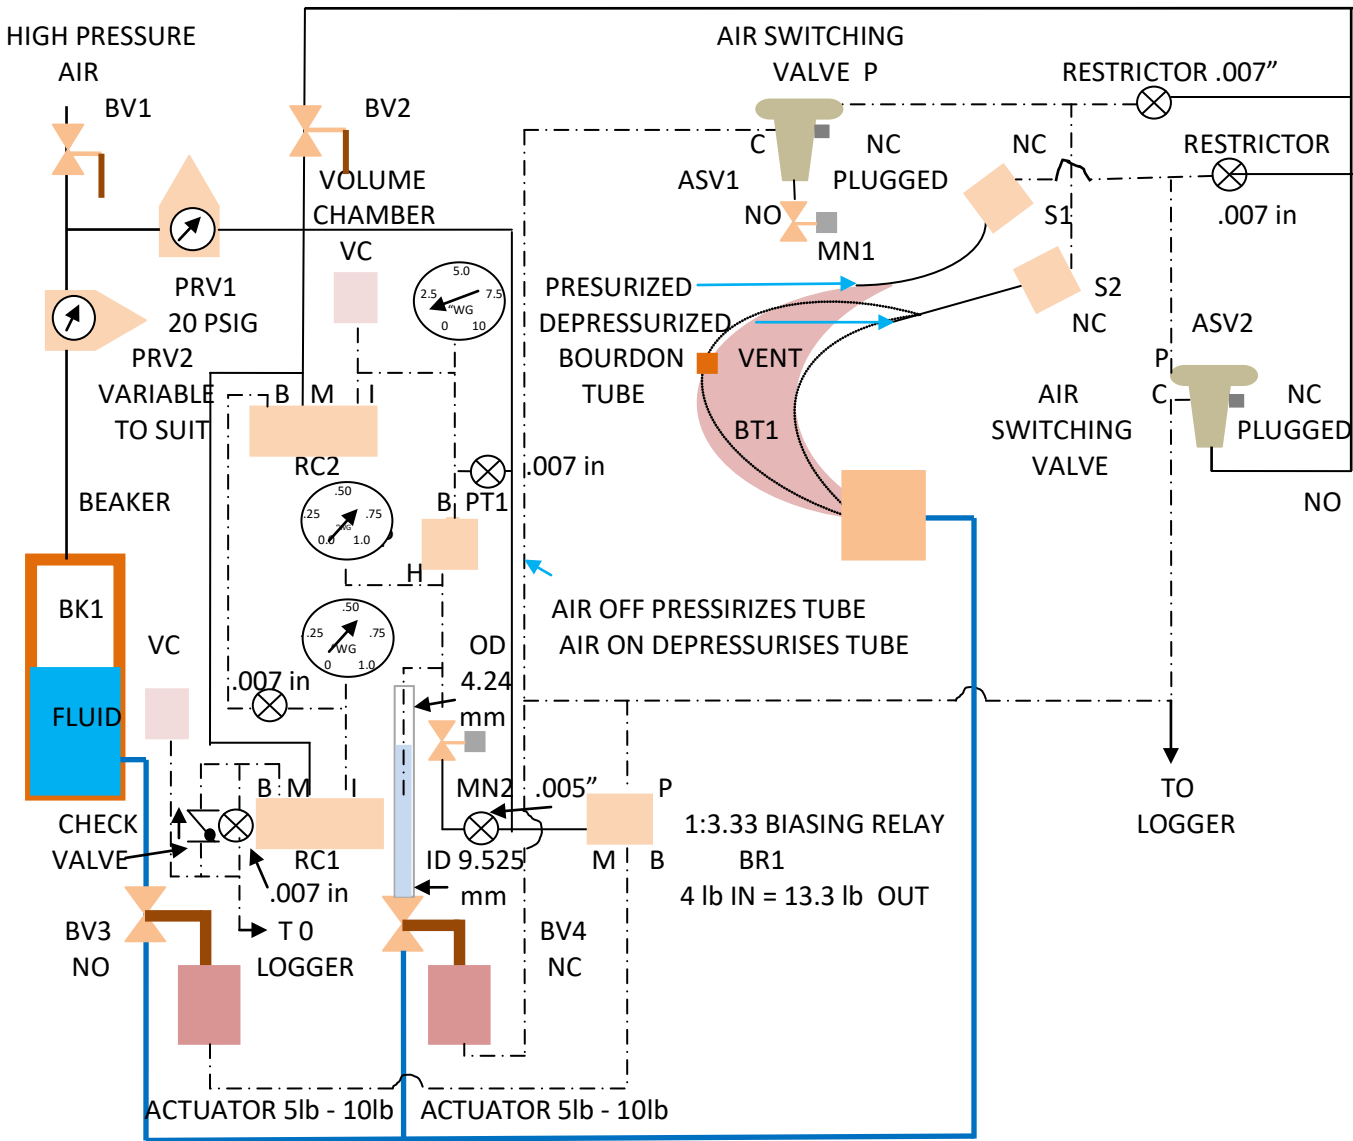 HIGH PRESSURE
AIR
BV1
BV2
AIR SWITCHING
VALVE P
RESTRICTOR .007”
C
NC
PLUGGED
ASV1
NO
MN1
NC
RESTRICTOR
.007 in
S1
S2
NC
ASV2
VOLUME
CHAMBER
VC
PRV1
20 PSIG
PRV2
VARIABLE
TO SUIT
5.0
2.5
7.5
“WG
0
10
PRESURIZED
DEPRESSURIZED
BOURDON
TUBE
VENT
BT1
P
C
NC
PLUGGED
AIR
SWITCHING
VALVE
NO
B M I
RC2
.007 in
B PT1
H
.50
.25
.75
0.0
1.0
BEAKER
BK1
FLUID
VC
.50
.25
.75
“WG
0
1.0
.007 in
AIR OFF PRESSIRIZES TUBE
AIR ON DEPRESSURISES TUBE
OD
4.24
mm
B M I
RC1
MN2 .005”
P
M B
1:3.33 BIASING RELAY
BR1
4 lb IN = 13.3 lb OUT
TO
LOGGER
CHECK
VALVE
.007 in
ID 9.525
mm
T 0
LOGGER
BV3
NO
BV4
NC
ACTUATOR 5lb - 10lb
ACTUATOR 5lb - 10lb